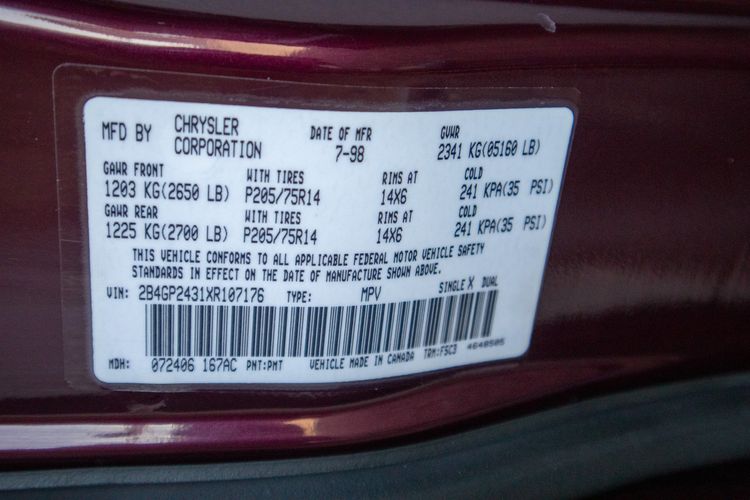 MFD BY CHRYSLER CORPORATION DATE OF MFR 7-98 GVWR 2341 KG(05160 LB)
GAWR FRONT WITH TIRES RIMS AT COLD
1203 KG(2650 LB) P205/75R14 14X6 241 KPA(35 PSI)
GAWR REAR WITH TIRES RIMS AT COLD
1225 KG(2700 LB) P205/75R14 14X6 241 KPA(35 PSI)
THIS VEHICLE CONFORMS TO ALL APPLICABLE FEDERAL MOTOR VEHICLE SAFETY
STANDARDS IN EFFECT ON THE DATE OF MANUFACTURE SHOWN ABOVE.
VIN: 2B4GP2431XR107176 TYPE: MPV SINGLE X DUAL
MDH: 072406 167AC PNT:PMT VEHICLE MADE IN CANADA TRM:FSC3 4648505